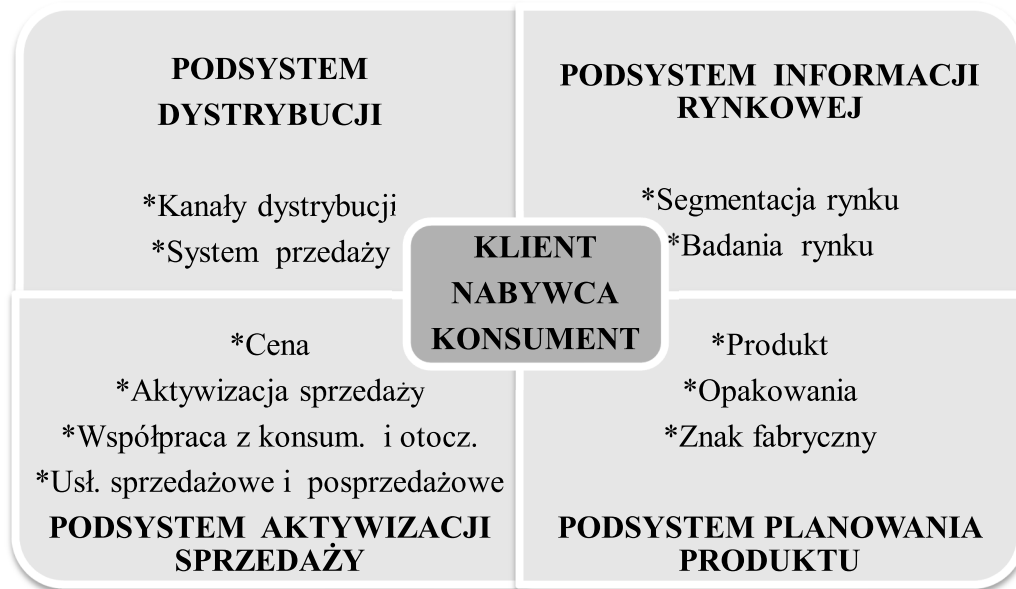 PODSYSTEM
DYSTRYBUCJI
*Kanały dystrybucji
*System przedaży
PODSYSTEM INFORMACJI
RYNKOWEJ
*Segmentacja rynku
*Badania rynku
KLIENT
NABYWCA
KONSUMENT
*Cena
*Aktywizacja sprzedaży
*Współpraca z konsum. i otocz.
*Usł. sprzedażowe i posprzedażowe
PODSYSTEM AKTYWIZACJI
SPRZEDAŻY
*Produkt
*Opakowania
*Znak fabryczny
PODSYSTEM PLANOWANIA
PRODUKTU